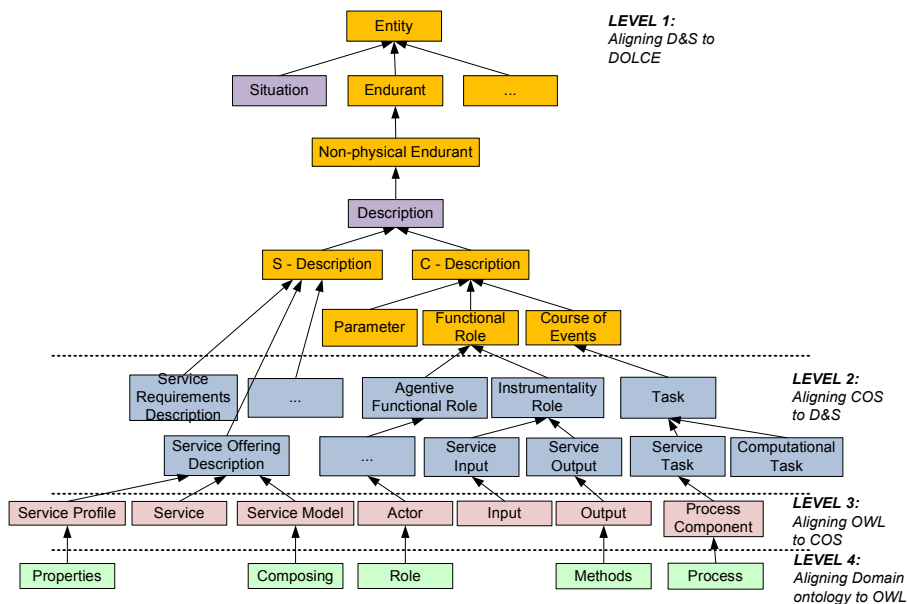 Entity
LEVEL 1:
Aligning D&S to
DOLCE
Situation
Endurant
...
Non-physical Endurant
Description
S - Description
C - Description
Parameter
Functional
Role
Course of
Events
LEVEL 2:
Aligning COS
to D&S
Service
Requirements
Description
...
Agentive
Functional Role
Instrumentality
Role
Task
Service Offering
Description
...
Service
Input
Service
Output
Service
Task
Computational
Task
LEVEL 3:
Aligning OWL
to COS
Service Profile
Service
Service Model
Actor
Input
Output
Process
Component
LEVEL 4:
Aligning Domain
ontology to OWL
Properties
Composing
Role
Methods
Process